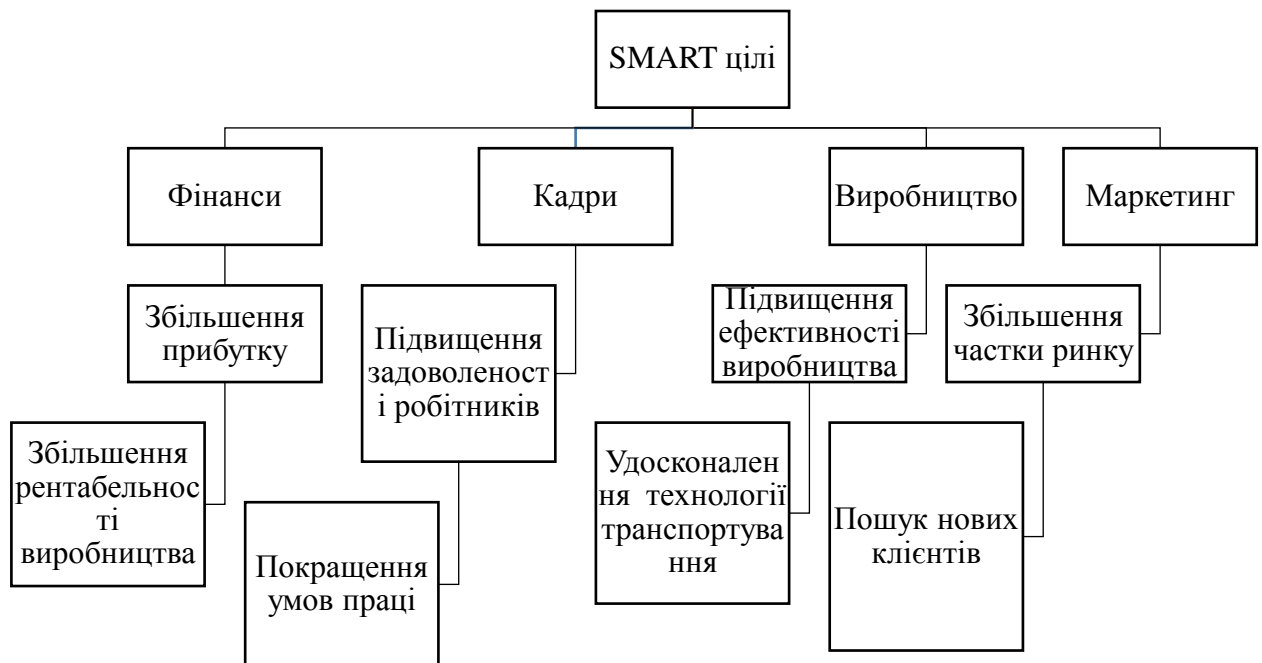 SMART цілі
Фінанси
Кадри
Виробництво
Маркетинг
Збільшення
прибутку
Підвищення
задоволеност
і робітників
Підвищення
ефективності
виробництва
Збільшення
частки ринку
Збільшення
рентабельнос
ті
виробництва
Покращення
умов праці
Удосконален
ня технології
транспортува
ння
Пошук нових
клієнтів